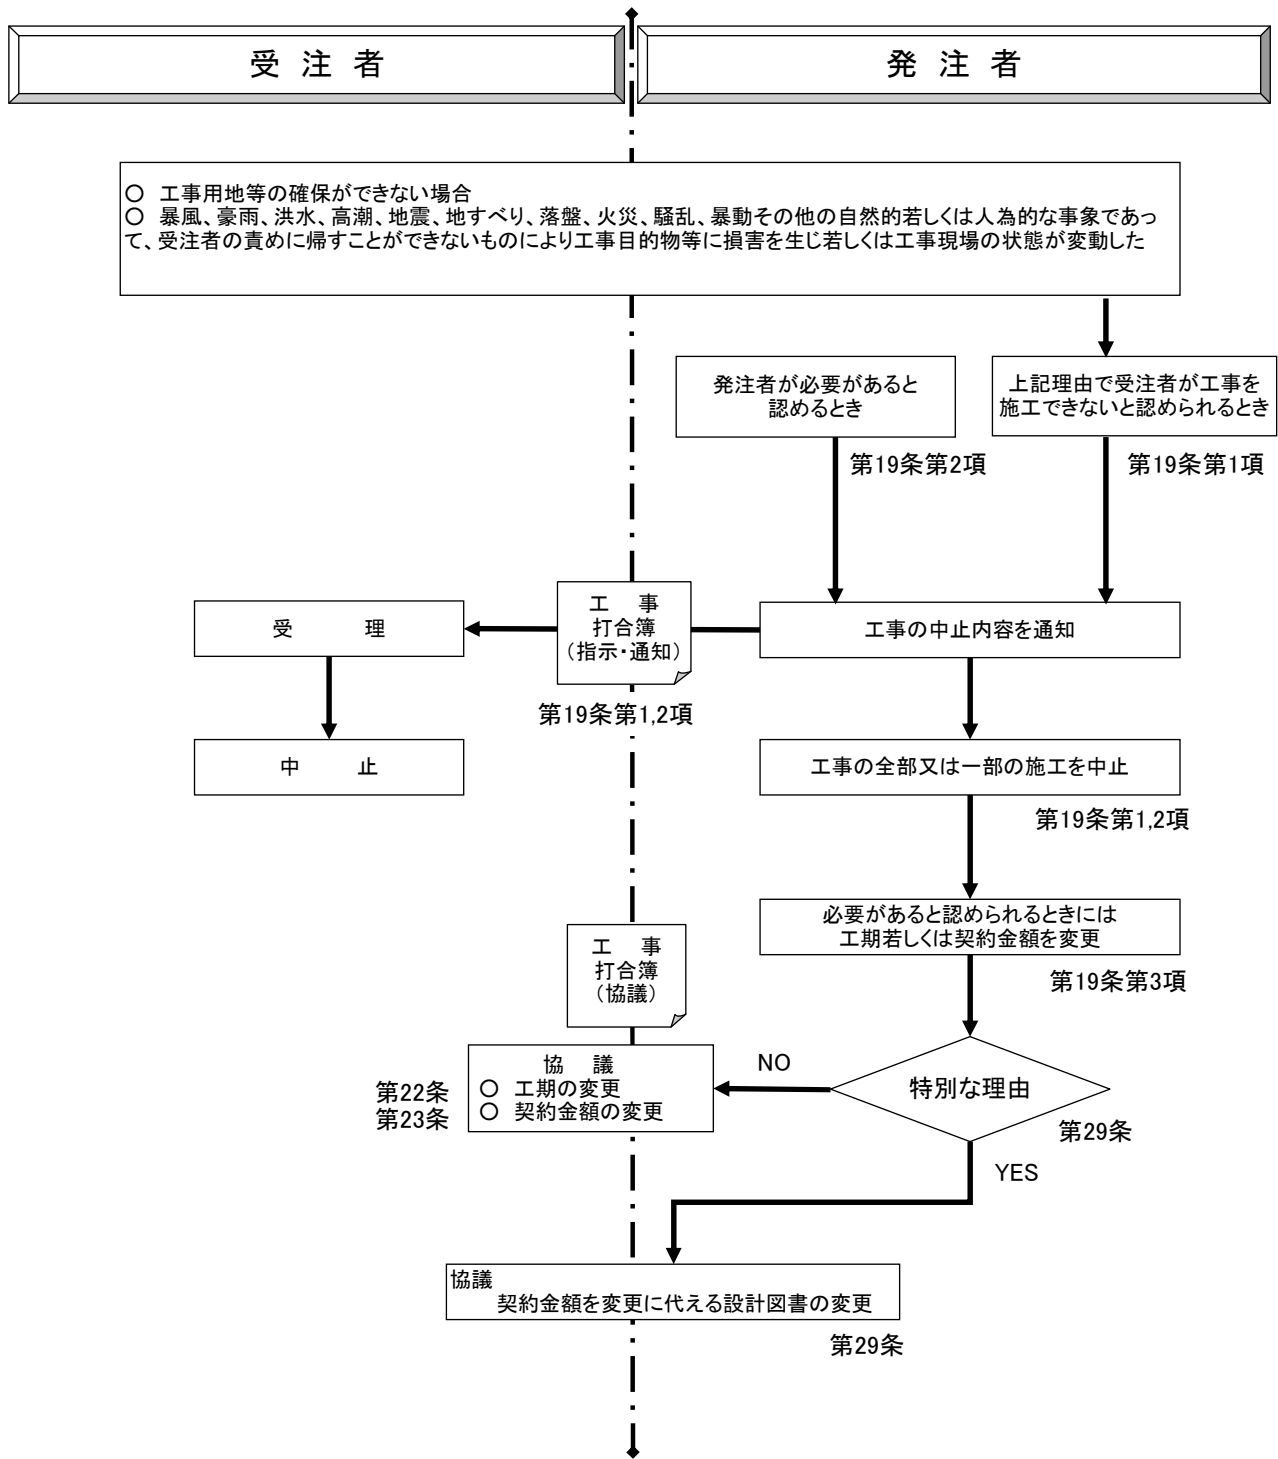 受 注 者
発 注 者
○ 工事用地等の確保ができない場合
○ 暴風、豪雨、洪水、高潮、地震、地すべり、落盤、火災、騒乱、暴動その他の自然的若しくは人為的な事象であっ
て、受注者の責めに帰すことができないものにより工事目的物等に損害を生じ若しくは工事現場の状態が変動した
発注者が必要があると
認めるとき
上記理由で受注者が工事を
施工できないと認められるとき
第19条第2項
第19条第1項
受 理
工 事
打合簿
（指示・通知）
工事の中止内容を通知
第19条第1,2項
中 止
工事の全部又は一部の施工を中止
第19条第1,2項
必要があると認められるときには
工期若しくは契約金額を変更
第19条第3項
工 事
打合簿
（協議）
協 議
○ 工期の変更
○ 契約金額の変更
第22条
第23条
NO
特別な理由
第29条
YES
協議
契約金額を変更に代える設計図書の変更
第29条